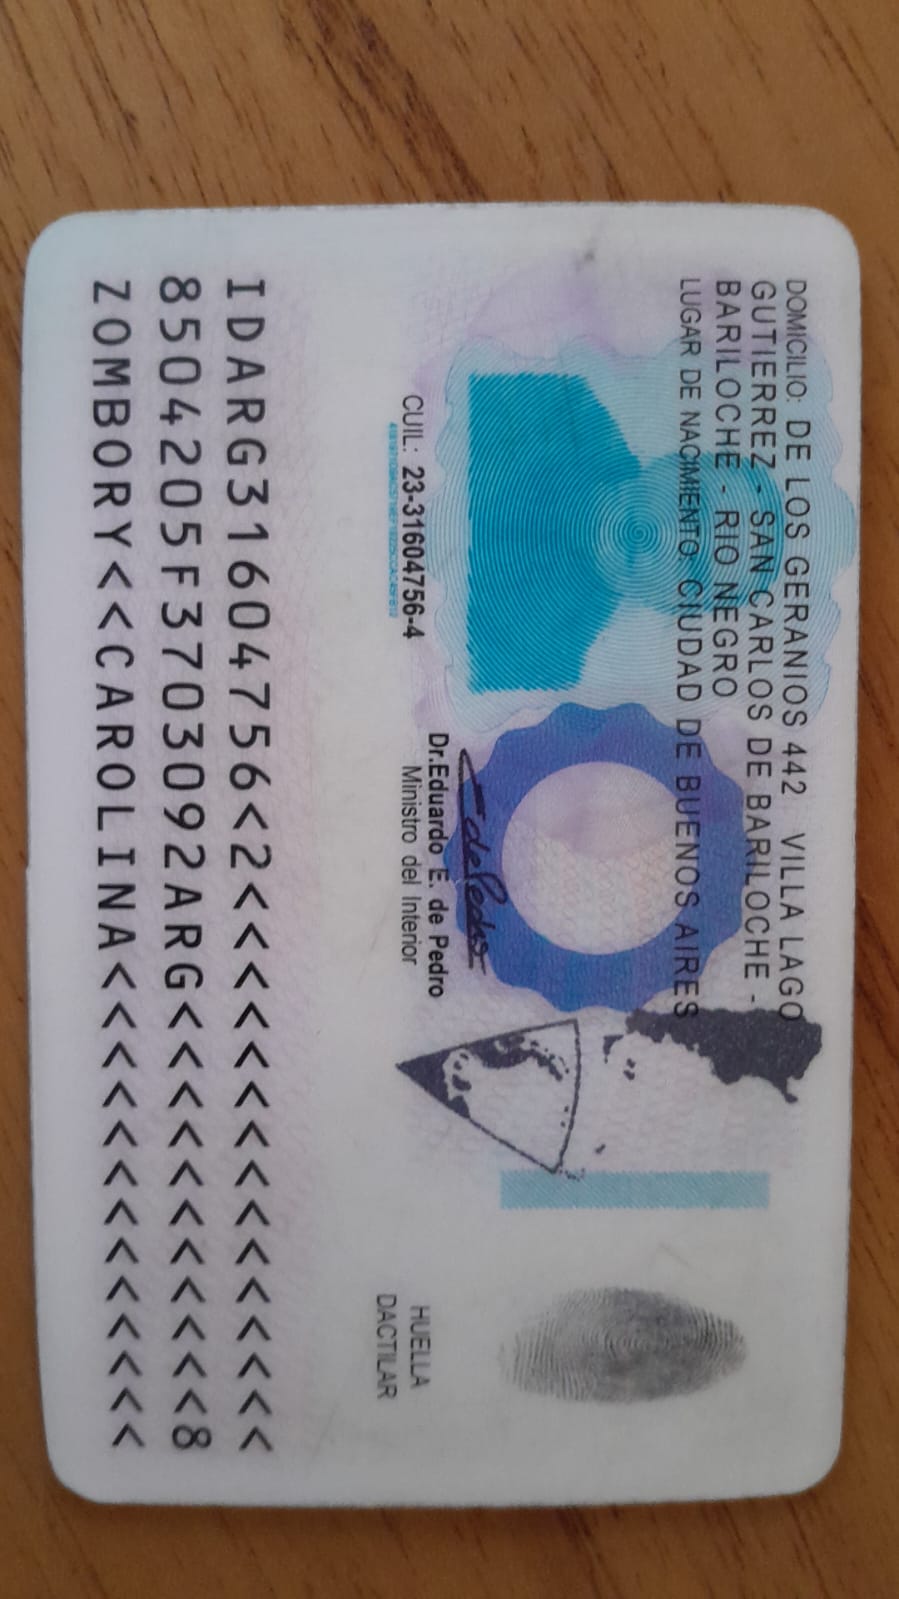 DOMICILIO: DE LOS GERANIOS 442 VILLA LAGO
GUTIERREZ - SAN CARLOS DE BARILOCHE -
BARILOCHE - RIO NEGRO
LUGAR DE NACIMIENTO: CIUDAD DE BUENOS AIRES
CUIL: 23-31604756-4
Dr.Eduardo E. de Pedro
Ministro del Interior
HUELLA
DACTILAR
IDARG31604756<2<<<<<<<<<<<<<<<
8504205F3703092ARG<<<<<<<<<<<8
ZOMBORY<<CAROLINA<<<<<<<<<<<<<